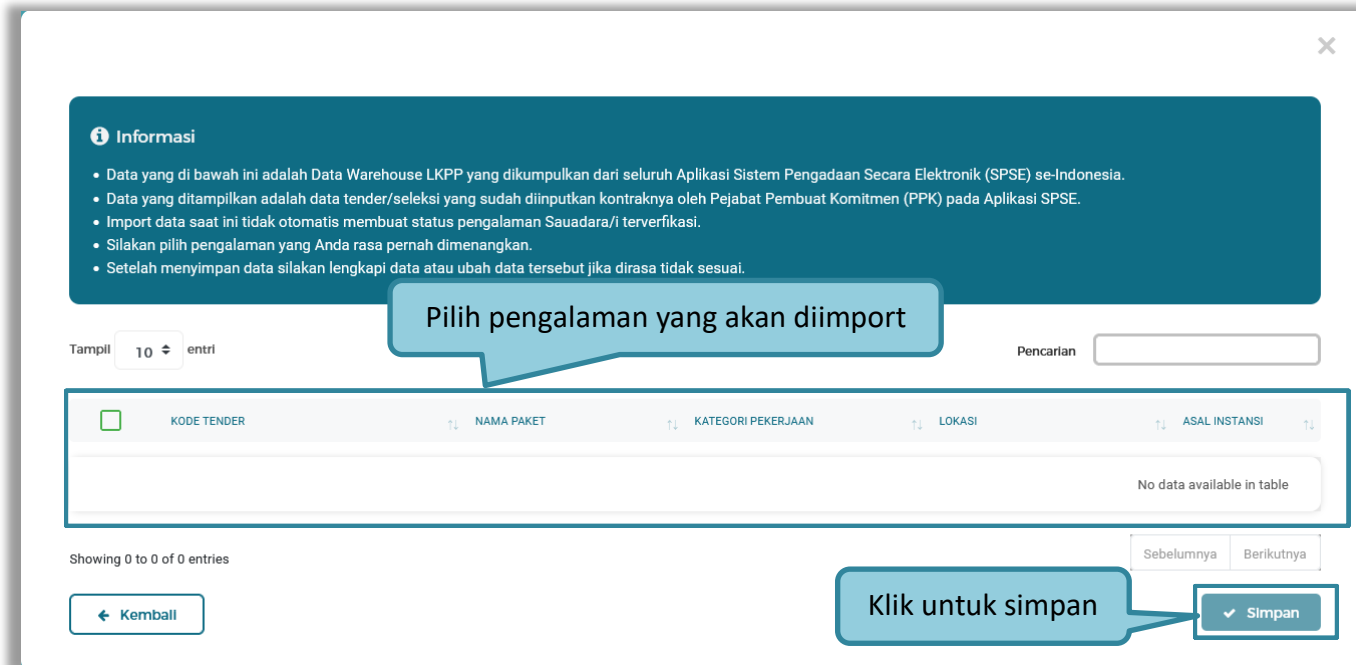 ×
Informasi
• Data yang di bawah ini adalah Data Warehouse LKPP yang dikumpulkan dari seluruh Aplikasi Sistem Pengadaan Secara Elektronik (SPSE) se-Indonesia.
• Data yang ditampilkan adalah data tender/seleksi yang sudah diinputkan kontraknya oleh Pejabat Pembuat Komitmen (PPK) pada Aplikasi SPSE.
• Import data saat ini tidak otomatis membuat status pengalaman Sauadara/i terverfikasi.
• Silakan pilih pengalaman yang Anda rasa pernah dimenangkan.
• Setelah menyimpan data silakan lengkapi data atau ubah data tersebut jika dirasa tidak sesuai.
Pilih pengalaman yang akan diimport
Tampil 10 entri Pencarian
KODE TENDER NAMA PAKET KATEGORI PEKERJAAN LOKASI ASAL INSTANSI
No data available in table
Showing 0 to 0 of 0 entries Sebelumnya Berikutnya
Klik untuk simpan
Kembali Simpan